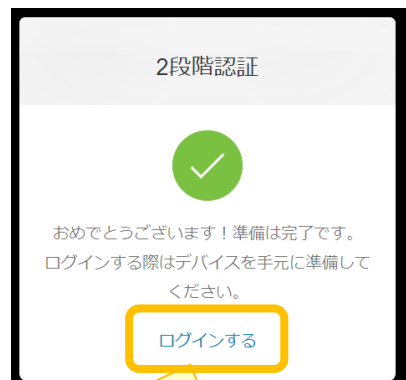 2段階認証
おめでとうございます！準備は完了です。
ログインする際はデバイスを手元に準備して
ください。
ログインする